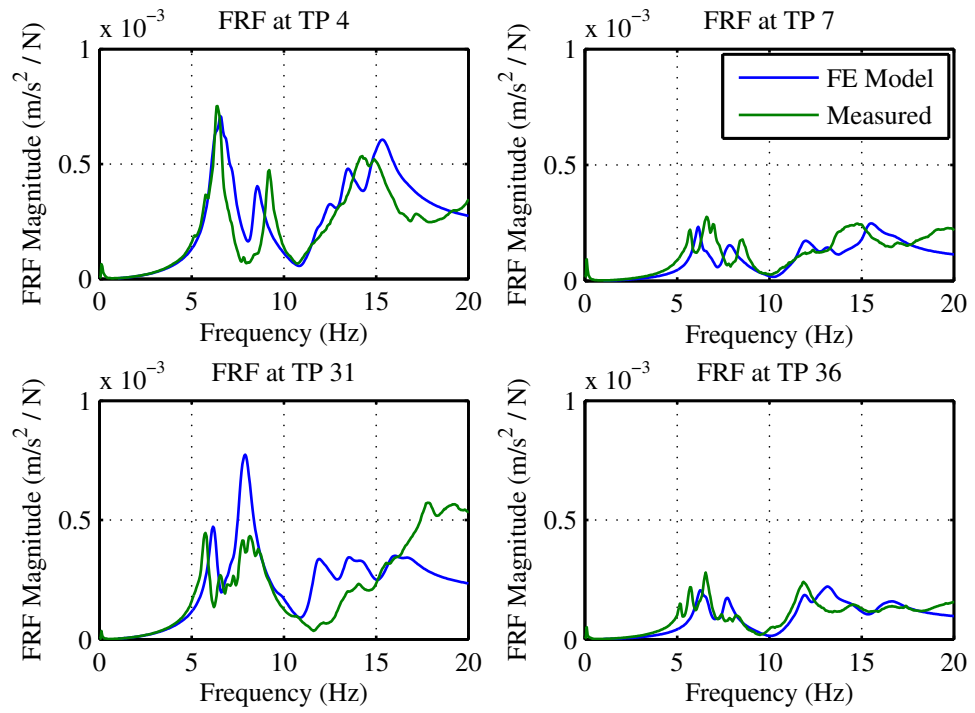 x 10⁻³ FRF at TP 4
FRF Magnitude (m/s² / N)
1
0.5
0
0 5 10 15 20
Frequency (Hz)
x 10⁻³ FRF at TP 7
FRF Magnitude (m/s² / N)
1
0.5
0
0 5 10 15 20
Frequency (Hz)
FE Model
Measured
x 10⁻³ FRF at TP 31
FRF Magnitude (m/s² / N)
1
0.5
0
0 5 10 15 20
Frequency (Hz)
x 10⁻³ FRF at TP 36
FRF Magnitude (m/s² / N)
1
0.5
0
0 5 10 15 20
Frequency (Hz)